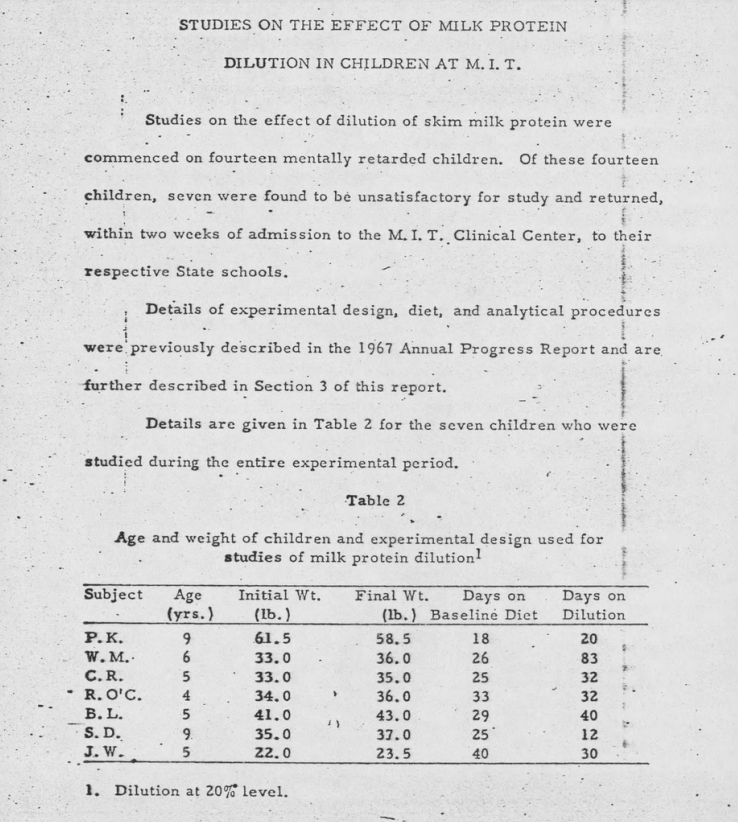 STUDIES ON THE EFFECT OF MILK PROTEIN
DILUTION IN CHILDREN AT M. I. T.
Studies on the effect of dilution of skim milk protein were
commenced on fourteen mentally retarded children. Of these fourteen
children, seven were found to be unsatisfactory for study and returned,
within two weeks of admission to the M. I. T. Clinical Center, to their
respective State schools.
Details of experimental design, diet, and analytical procedures
were previously described in the 1967 Annual Progress Report and are
further described in Section 3 of this report.
Details are given in Table 2 for the seven children who were
studied during the entire experimental period.
Table 2
Age and weight of children and experimental design used for
studies of milk protein dilution1
Subject Age Initial Wt. Final Wt. Days on Days on
(yrs.) (lb.) (lb.) Baseline Diet Dilution
P. K. 9 61.5 58.5 18 20
W. M. 6 33.0 36.0 26 83
C. R. 5 33.0 35.0 25 32
R. O'C. 4 34.0 36.0 33 32
B. L. 5 41.0 43.0 29 40
S. D. 9 35.0 37.0 25 12
J. W. 5 22.0 23.5 40 30
1. Dilution at 20% level.